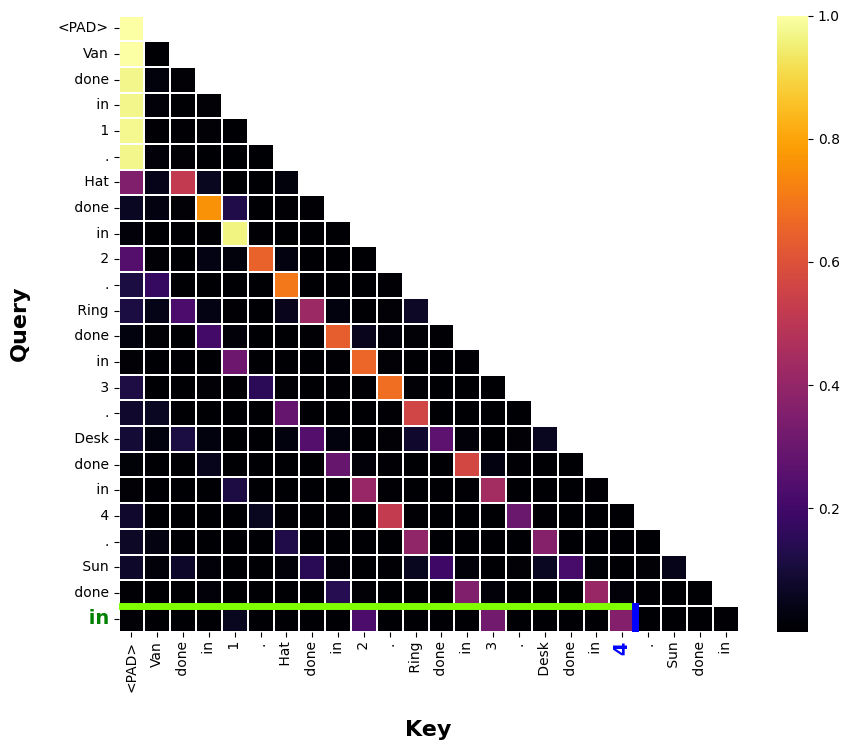 <PAD>
Van
done
in
1
.
Hat
done
in
2
.
Ring
done
in
3
.
Desk
done
in
4
.
Sun
done
in
Query
<PAD>
Van
done
in
1
.
Hat
done
in
2
.
Ring
done
in
3
.
Desk
done
in
4
.
Sun
done
in
Key
1.0
0.8
0.6
0.4
0.2